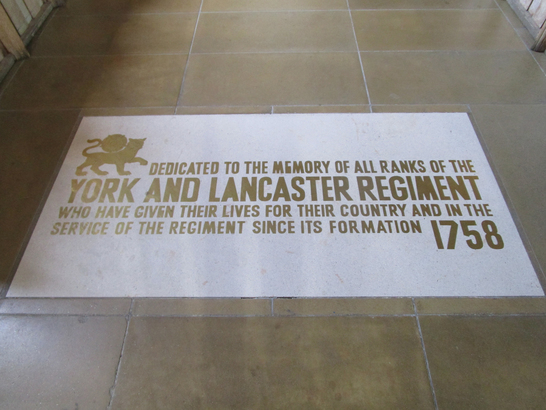 DEDICATED TO THE MEMORY OF ALL RANKS OF THE
YORK AND LANCASTER REGIMENT
WHO HAVE GIVEN THEIR LIVES FOR THEIR COUNTRY AND IN THE
SERVICE OF THE REGIMENT SINCE ITS FORMATION 1758